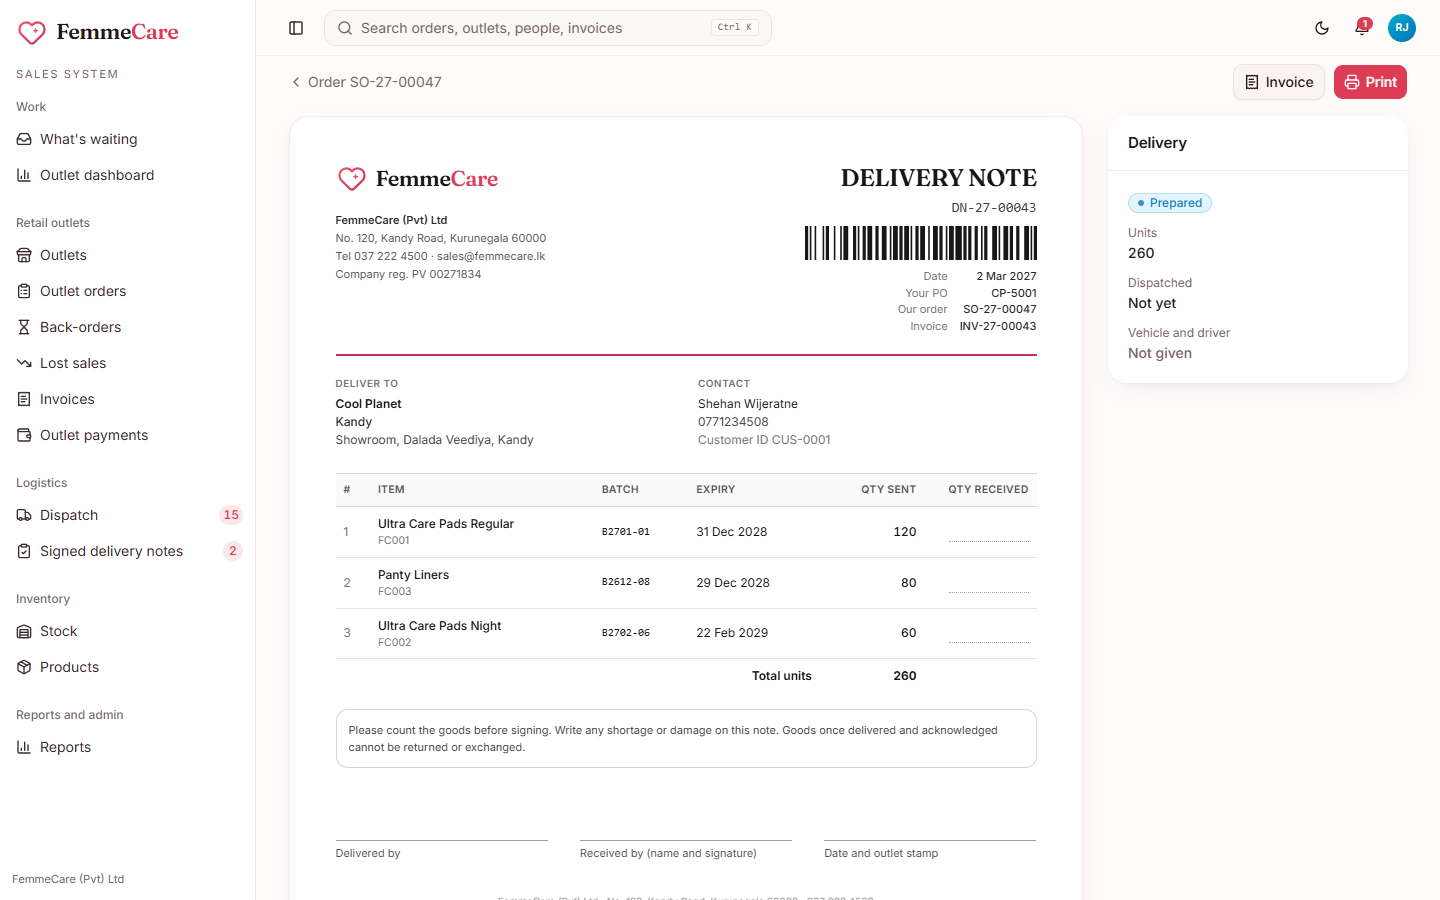 FemmeCare
SALES SYSTEM
Work
What's waiting
Outlet dashboard
Retail outlets
Outlets
Outlet orders
Back-orders
Lost sales
Invoices
Outlet payments
Logistics
Dispatch 15
Signed delivery notes 2
Inventory
Stock
Products
Reports and admin
Reports
FemmeCare (Pvt) Ltd
Search orders, outlets, people, invoices Ctrl K
1
RJ
Order SO-27-00047
Invoice
Print
FemmeCare
FemmeCare (Pvt) Ltd
No. 120, Kandy Road, Kurunegala 60000
Tel 037 222 4500 · sales@femmecare.lk
Company reg. PV 00271834
DELIVERY NOTE
DN-27-00043
Date 2 Mar 2027
Your PO CP-5001
Our order SO-27-00047
Invoice INV-27-00043
DELIVER TO
Cool Planet
Kandy
Showroom, Dalada Veediya, Kandy
CONTACT
Shehan Wijeratne
0771234508
Customer ID CUS-0001
# ITEM BATCH EXPIRY QTY SENT QTY RECEIVED
1 Ultra Care Pads Regular B2701-01 31 Dec 2028 120
FC001
2 Panty Liners B2612-08 29 Dec 2028 80
FC003
3 Ultra Care Pads Night B2702-06 22 Feb 2029 60
FC002
Total units 260
Please count the goods before signing. Write any shortage or damage on this note. Goods once delivered and acknowledged
cannot be returned or exchanged.
Delivered by
Received by (name and signature)
Date and outlet stamp
Delivery
Prepared
Units
260
Dispatched
Not yet
Vehicle and driver
Not given